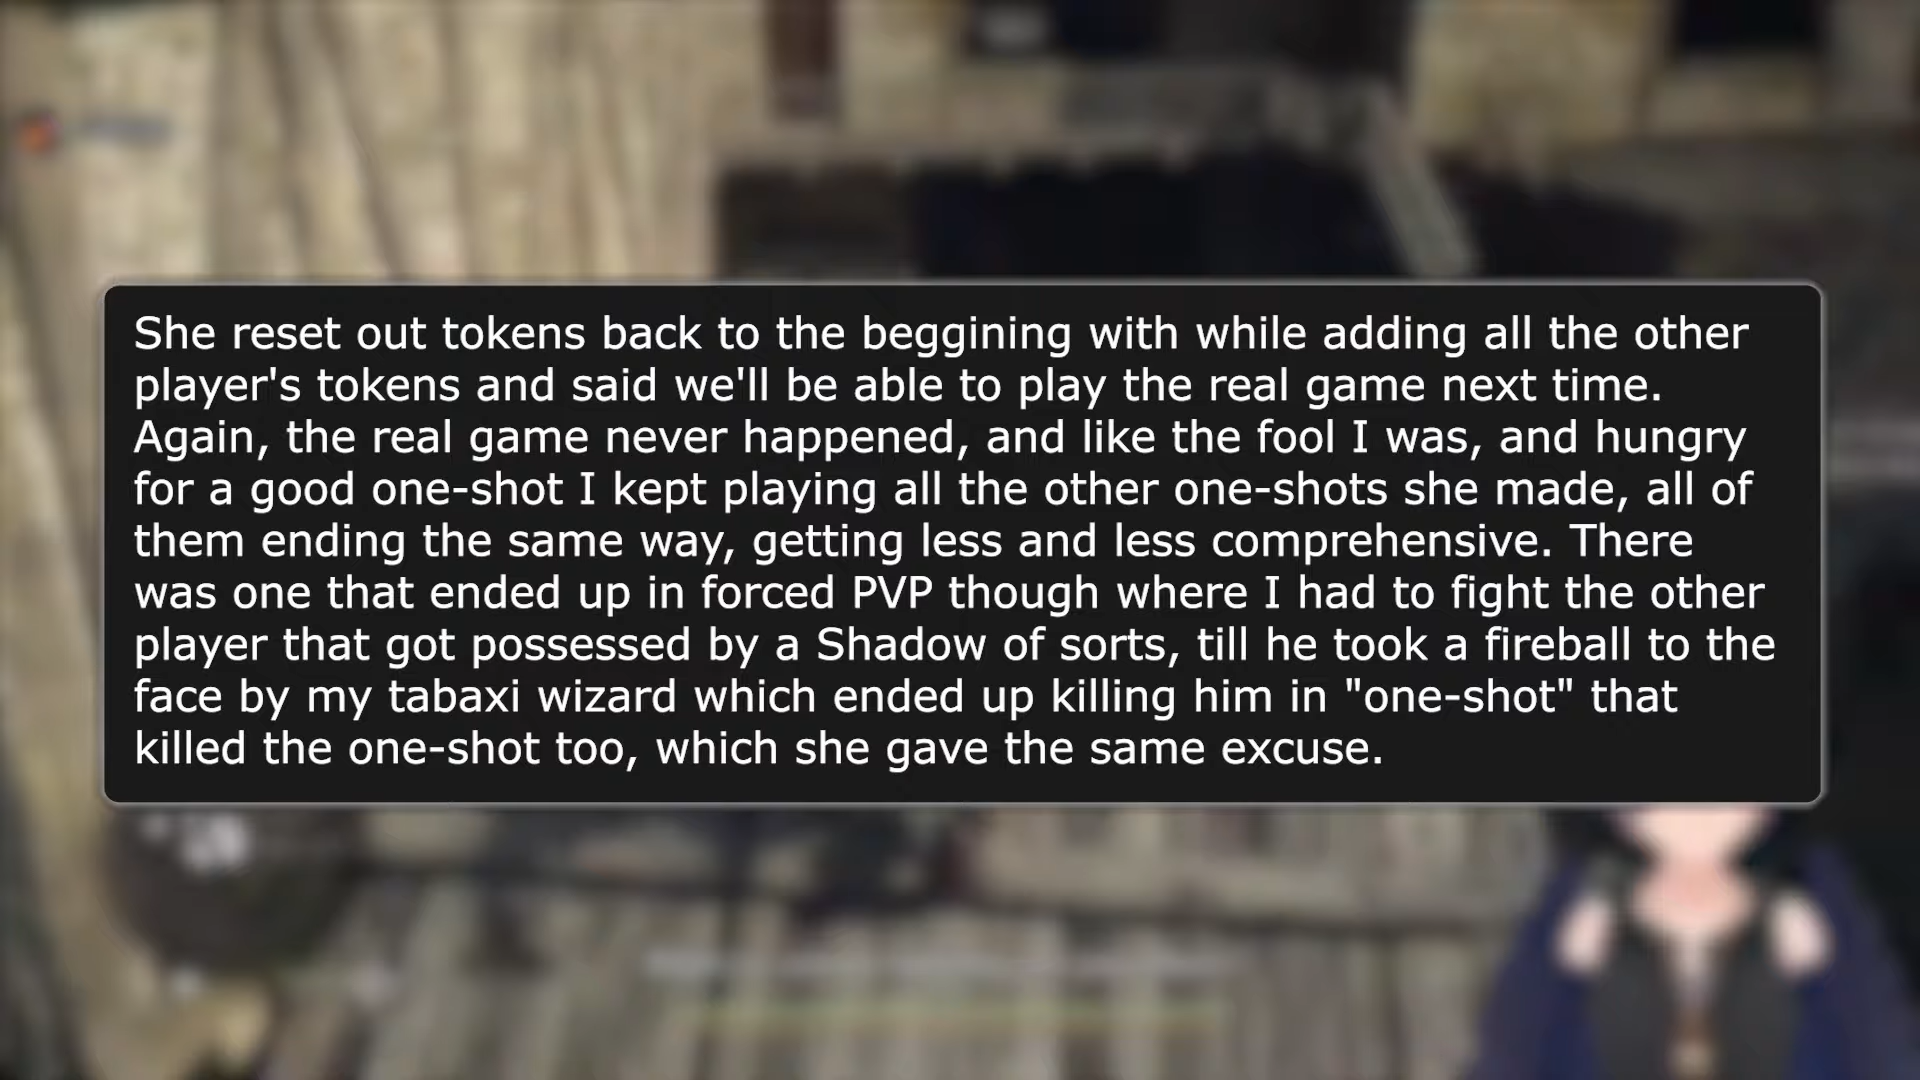 She reset out tokens back to the beggining with while adding all the other
player's tokens and said we'll be able to play the real game next time.
Again, the real game never happened, and like the fool I was, and hungry
for a good one-shot I kept playing all the other one-shots she made, all of
them ending the same way, getting less and less comprehensive. There
was one that ended up in forced PVP though where I had to fight the other
player that got possessed by a Shadow of sorts, till he took a fireball to the
face by my tabaxi wizard which ended up killing him in "one-shot" that
killed the one-shot too, which she gave the same excuse.